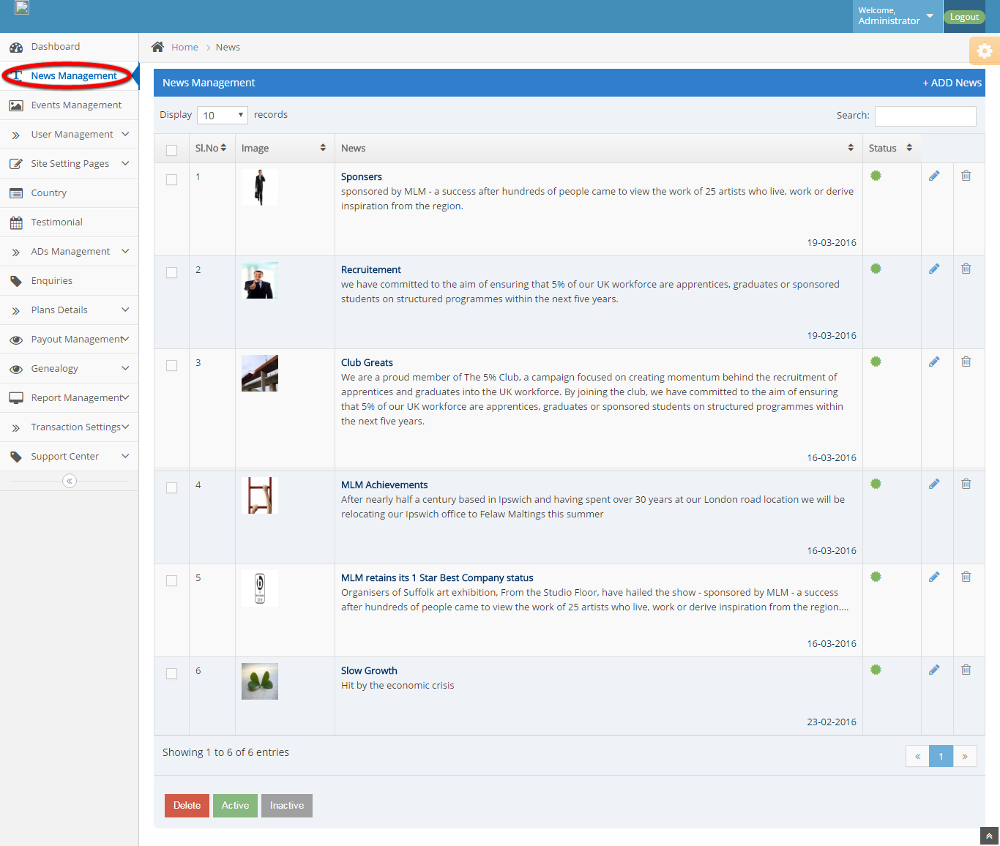 Welcome,
Administrator
Logout
Dashboard
News Management
Events Management
User Management
Site Setting Pages
Country
Testimonial
ADs Management
Enquiries
Plans Details
Payout Management
Genealogy
Report Management
Transaction Settings
Support Center
Home > News
News Management
+ ADD News
Display 10 records
Search:
Sl.No Image News Status
1
Sponsers
sponsored by MLM - a success after hundreds of people came to view the work of 25 artists who live, work or derive
inspiration from the region.
19-03-2016
2
Recruitement
we have committed to the aim of ensuring that 5% of our UK workforce are apprentices, graduates or sponsored
students on structured programmes within the next five years.
19-03-2016
3
Club Greats
We are a proud member of The 5% Club, a campaign focused on creating momentum behind the recruitment of
apprentices and graduates into the UK workforce. By joining the club, we have committed to the aim of ensuring
that 5% of our UK workforce are apprentices, graduates or sponsored students on structured programmes within
the next five years.
16-03-2016
4
MLM Achievements
After nearly half a century based in Ipswich and having spent over 30 years at our London road location we will be
relocating our Ipswich office to Felaw Maltings this summer
16-03-2016
5
MLM retains its 1 Star Best Company status
Organisers of Suffolk art exhibition, From the Studio Floor, have hailed the show - sponsored by MLM - a success
after hundreds of people came to view the work of 25 artists who live, work or derive inspiration from the region....
16-03-2016
6
Slow Growth
Hit by the economic crisis
23-02-2016
Showing 1 to 6 of 6 entries
« 1 »
Delete
Active
Inactive